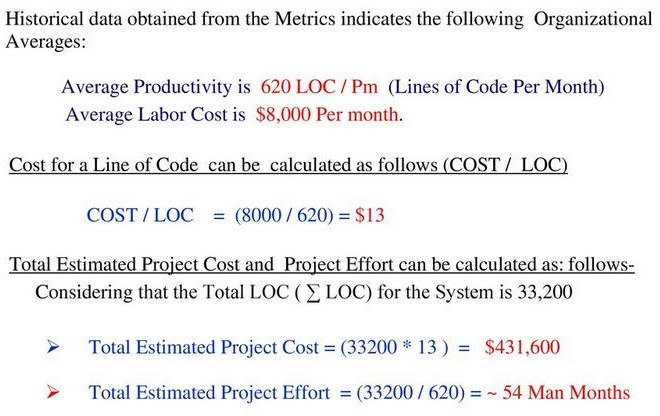 Historical data obtained from the Metrics indicates the following Organizational
Averages:
Average Productivity is 620 LOC / Pm (Lines of Code Per Month)
Average Labor Cost is $8,000 Per month.
Cost for a Line of Code can be calculated as follows (COST / LOC)
COST / LOC = (8000 / 620) = $13
Total Estimated Project Cost and Project Effort can be calculated as: follows-
Considering that the Total LOC ( ∑ LOC) for the System is 33,200
➢ Total Estimated Project Cost = (33200 * 13 ) = $431,600
➢ Total Estimated Project Effort = (33200 / 620) = ~ 54 Man Months